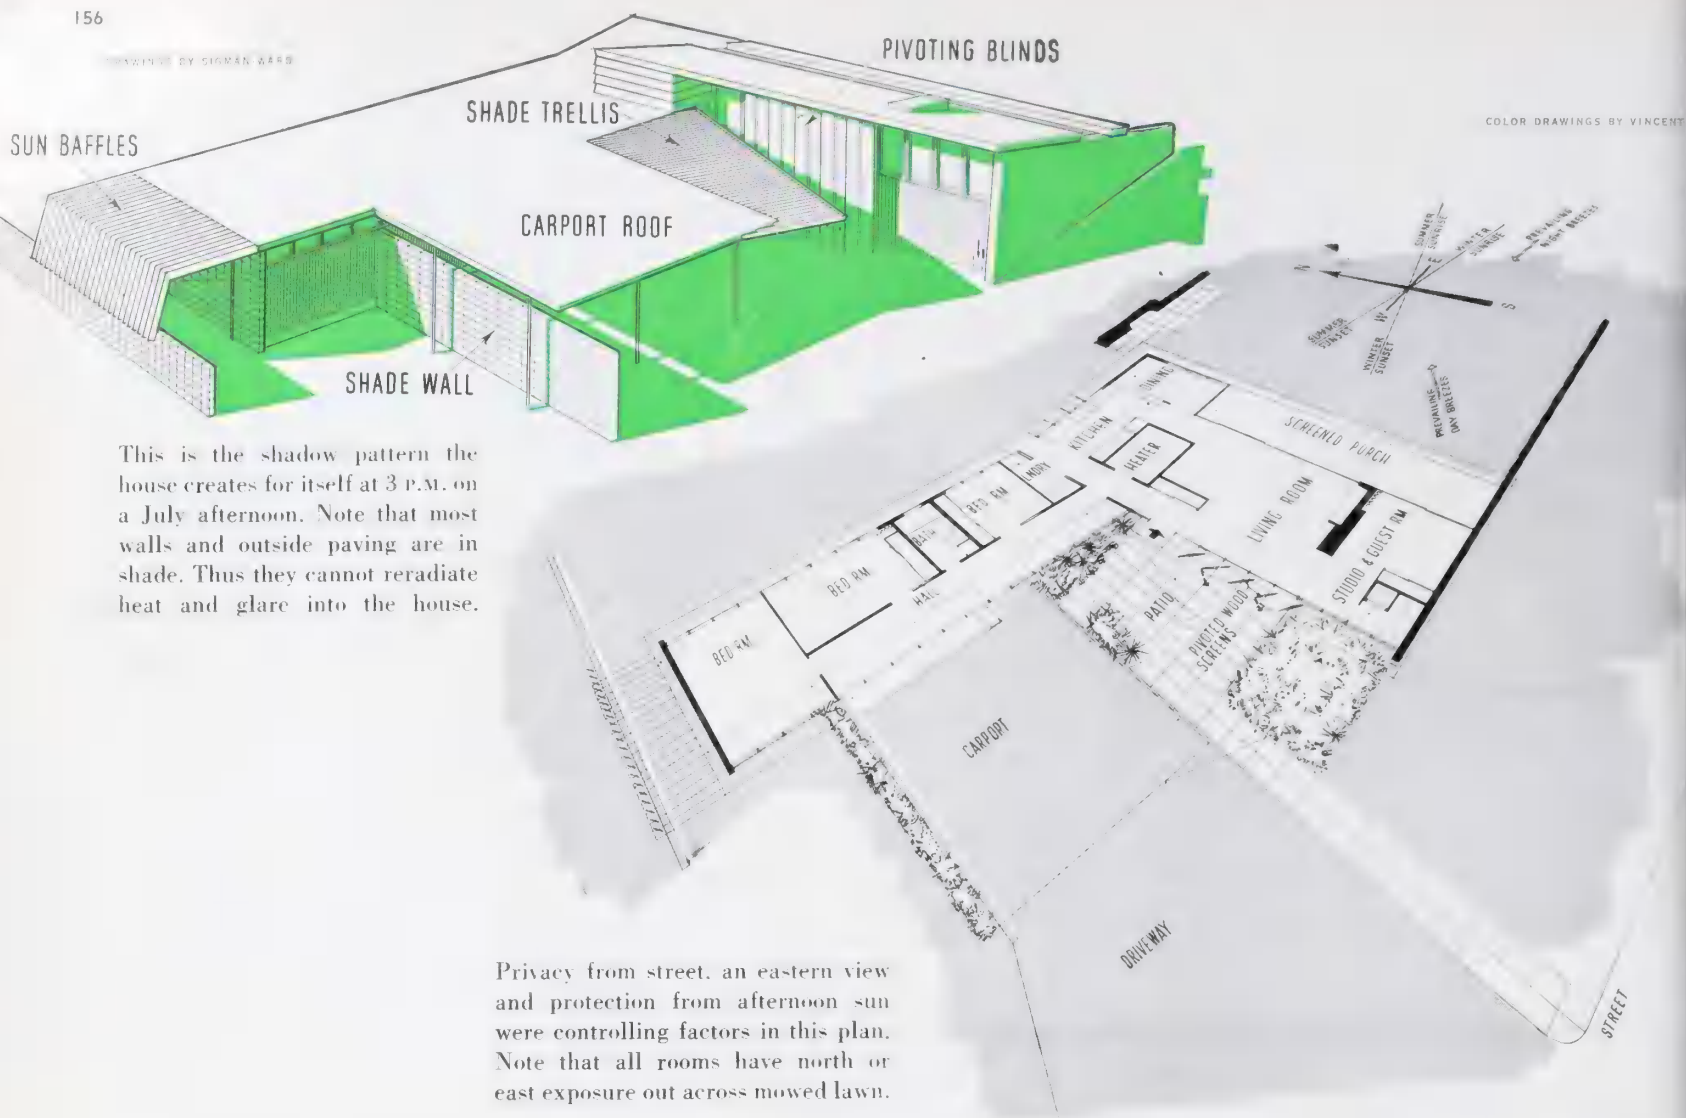 156
DRAWINGS BY SIGMAN WARD
PIVOTING BLINDS
SHADE TRELLIS
SUN BAFFLES
COLOR DRAWINGS BY VINCENT
CARPORT ROOF
SHADE WALL
This is the shadow pattern the
house creates for itself at 3 P.M. on
a July afternoon. Note that most
walls and outside paving are in
shade. Thus they cannot reradiate
heat and glare into the house.
SUMMER
SUNRISE
WINTER
SUNRISE
PREVAILING
NIGHT BREEZES
N
E
W
S
SUMMER
SUNSET
WINTER
SUNSET
PREVAILING
DAY BREEZES
DINING
KITCHEN
SCREENED PORCH
HEATER
LNDRY
BED RM
LIVING ROOM
STUDIO & GUEST RM
BATH
BED RM
BED RM
PATIO
PIVOTED WOOD
SCREENS
CARPORT
DRIVEWAY
STREET
Privacy from street, an eastern view
and protection from afternoon sun
were controlling factors in this plan.
Note that all rooms have north or
east exposure out across mowed lawn.